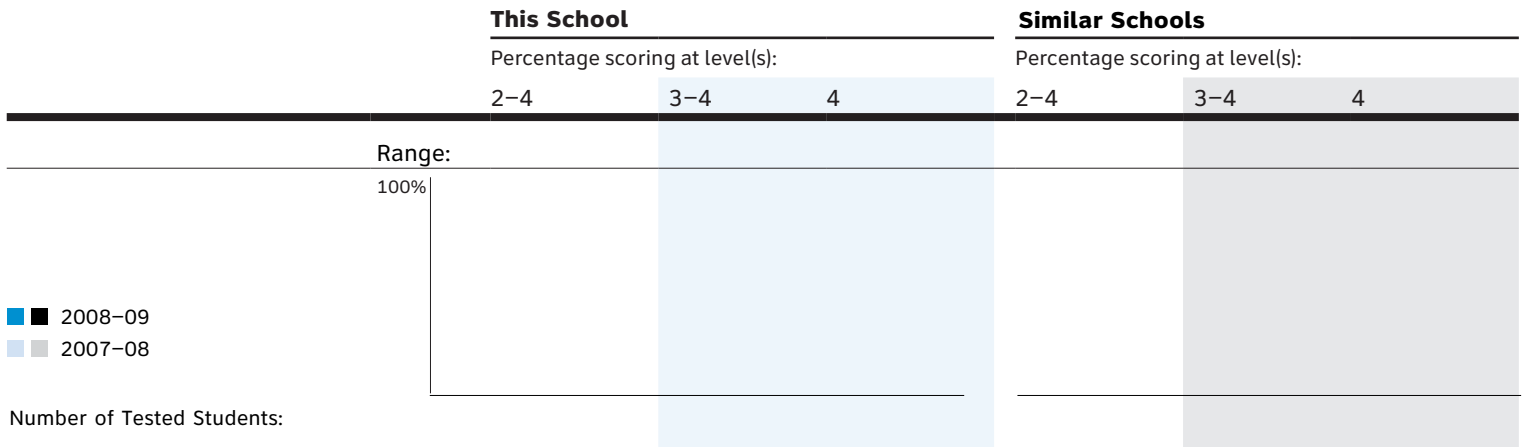 This School Similar Schools
Percentage scoring at level(s): Percentage scoring at level(s):
2–4 3–4 4 2–4 3–4 4
Range:
100%
2008–09
2007–08
Number of Tested Students: